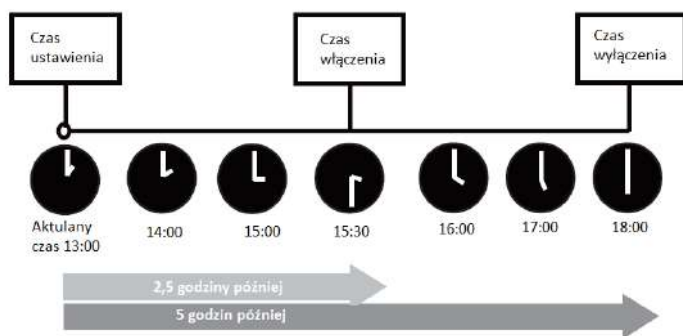 Czas
ustawienia
Czas
włączenia
Czas
wyłączenia
Aktulany
czas 13:00
14:00
15:00
15:30
16:00
17:00
18:00
2,5 godziny później
5 godzin później